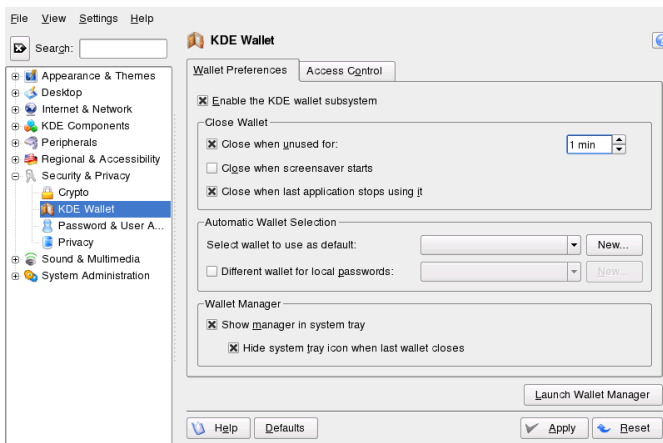 File View Settings Help
Search:
Appearance & Themes
Desktop
Internet & Network
KDE Components
Peripherals
Regional & Accessibility
Security & Privacy
Crypto
KDE Wallet
Password & User A...
Privacy
Sound & Multimedia
System Administration
KDE Wallet
Wallet Preferences Access Control
Enable the KDE wallet subsystem
Close Wallet
Close when unused for: 1 min
Close when screensaver starts
Close when last application stops using it
Automatic Wallet Selection
Select wallet to use as default: New...
Different wallet for local passwords: New...
Wallet Manager
Show manager in system tray
Hide system tray icon when last wallet closes
Launch Wallet Manager
Help Defaults Apply Reset